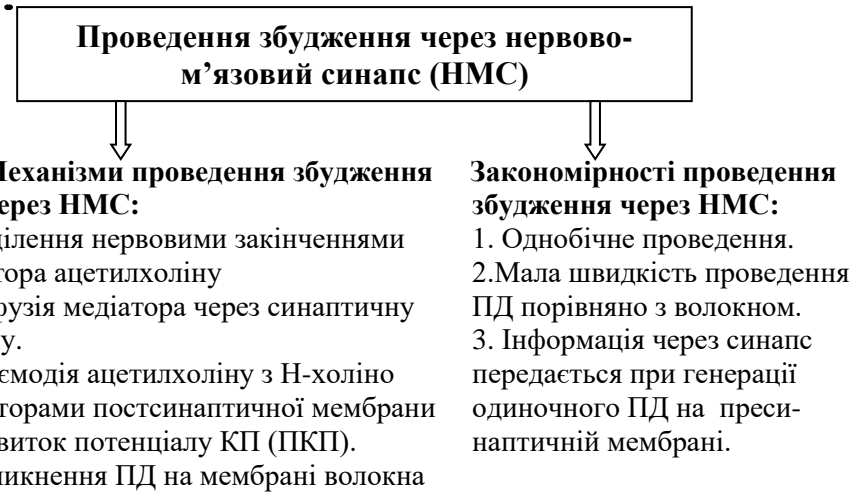 Проведення збудження через нервово-
м’язовий синапс (НМС)
проведення збудження
НМС:
нервовими закінченнями
ацетилхоліну
медіатора через синаптичну
ацетилхоліну з Н-холіно
постсинаптичної мембрани
потенціалу КП (ПКП).
ПД на мембрані волокна
Закономірності проведення
збудження через НМС:
1. Однобічне проведення.
2.Мала швидкість проведення
ПД порівняно з волокном.
3. Інформація через синапс
передається при генерації
одиночного ПД на преси-
наптичній мембрані.